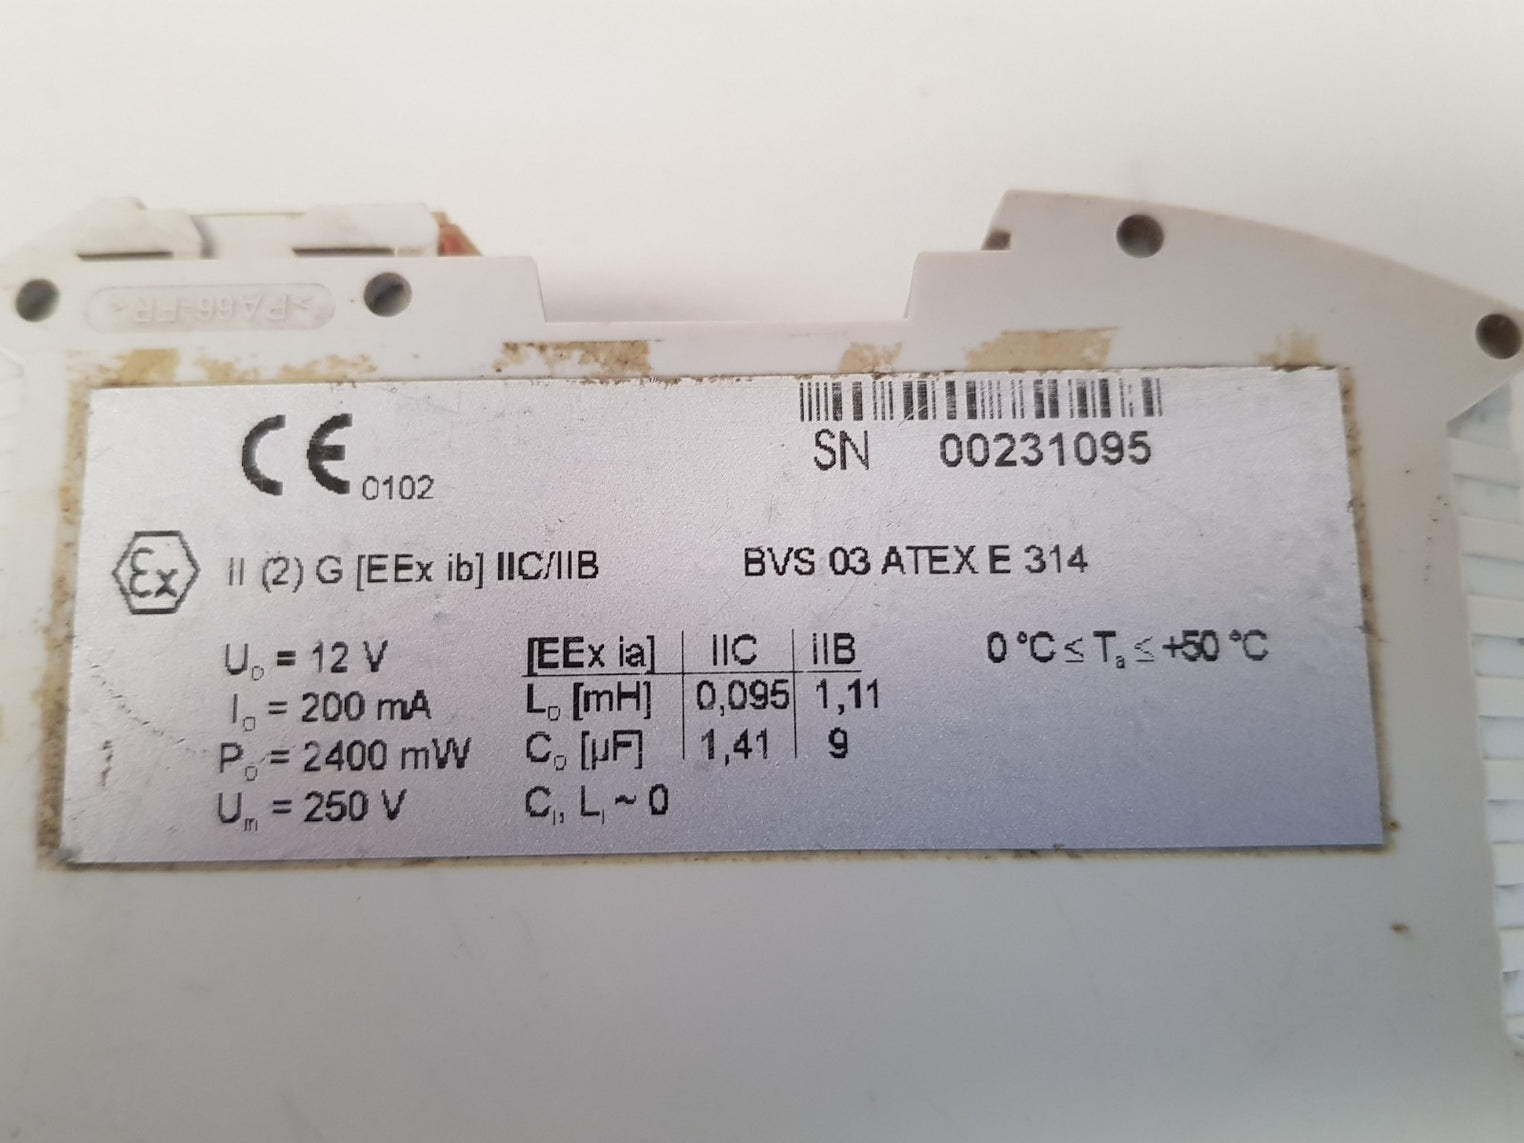 >PA66-FR<
CE 0102
SN 00231095
Ex II (2) G [EEx ib] IIC/IIB BVS 03 ATEX E 314
Uo = 12 V [EEx ia] IIC IIB 0 °C ≤ Ta ≤ +50 °C
Io = 200 mA Lo [mH] 0,095 1,11
Po = 2400 mW Co [µF] 1,41 9
Um = 250 V Ci, Li ~ 0